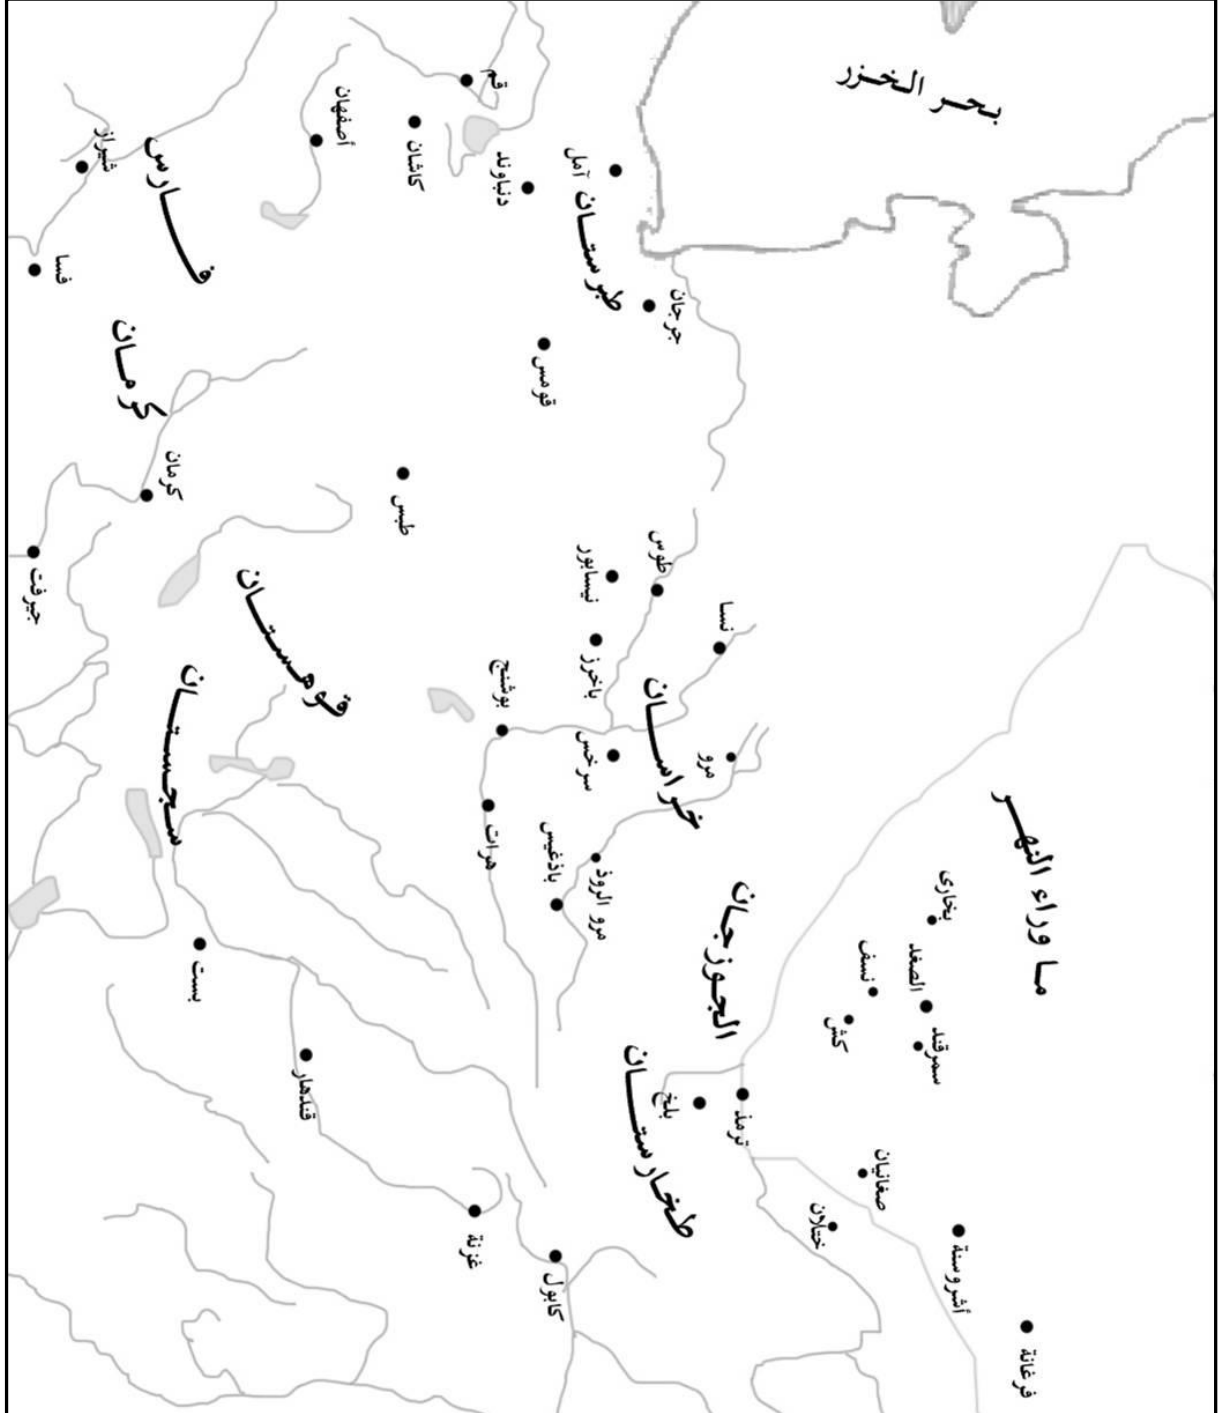 بحر الخزر
قم
أصفهان
كاشان
شيراز
فارس
دنباوند
آمل
طبرستان
فسا
جرجان
كرمان
قومس
كرمان
طبس
جيرفت
طوس
نيسابور
نسا
باخرز
قوهستان
بوشنج
خراسان
سرخس
مرو
سجستان
هرات
باذغيس
مرو الروذ
ما وراء النهر
بخارى
الجوزجان
نسف
الصغد
سمرقند
كش
بست
قندهار
بلخ
ترمذ
طخارستان
صغانيان
ختلان
غزنة
كابول
أشروسنة
فرغانة